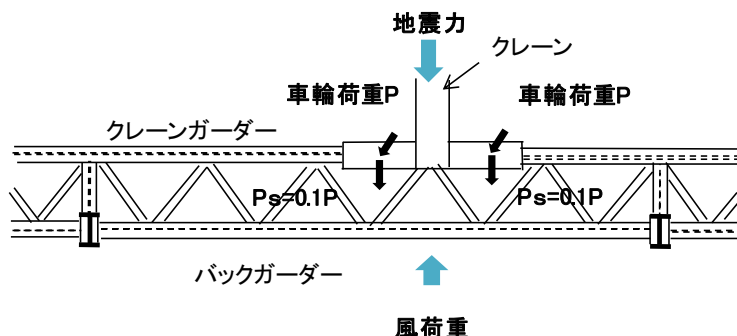 地震力
クレーン
車輪荷重P
車輪荷重P
クレーンガーダー
Ps=0.1P
Ps=0.1P
バックガーダー
風荷重